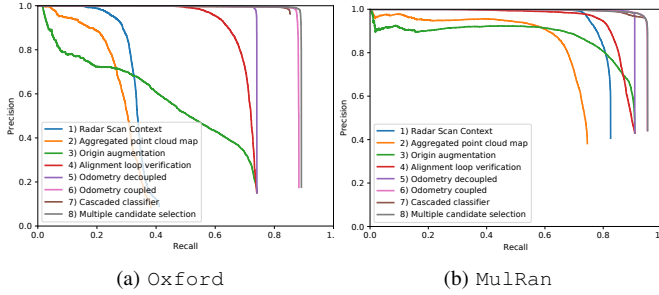 1.0
0.8
0.6
0.4
0.2
0.0
Precision
1) Radar Scan Context
2) Aggregated point cloud map
3) Origin augmentation
4) Alignment loop verification
5) Odometry decoupled
6) Odometry coupled
7) Cascaded classifier
8) Multiple candidate selection
0.0 0.2 0.4 0.6 0.8 1.
Recall
(a) Oxford
1.0
0.8
0.6
0.4
0.2
0.0
Precision
1) Radar Scan Context
2) Aggregated point cloud map
3) Origin augmentation
4) Alignment loop verification
5) Odometry decoupled
6) Odometry coupled
7) Cascaded classifier
8) Multiple candidate selection
0.0 0.2 0.4 0.6 0.8 1.
Recall
(b) MulRan